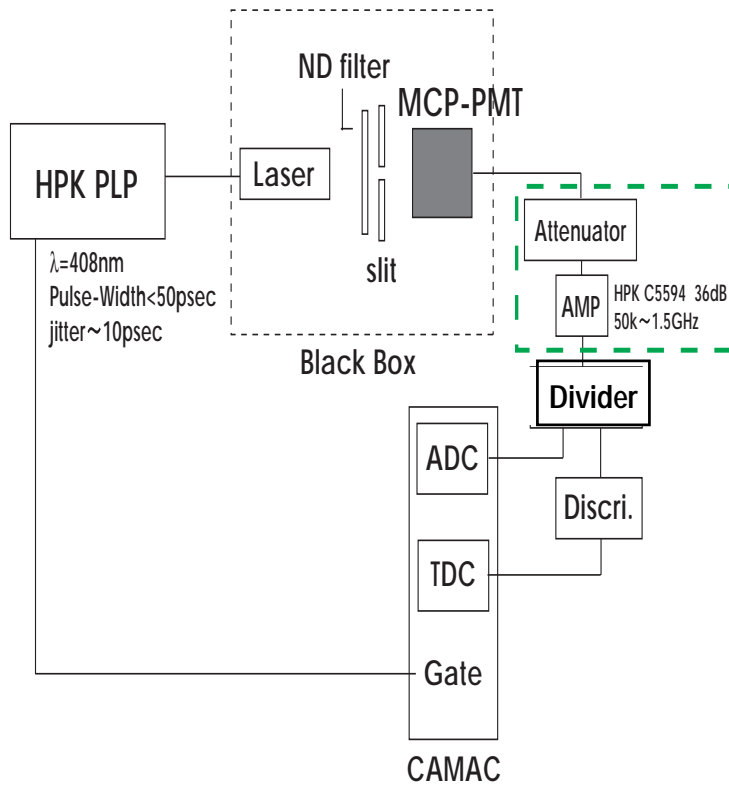 ND filter
MCP-PMT
HPK PLP
Laser
Attenuator
slit
λ=408nm
Pulse-Width<50psec
jitter~10psec
AMP
HPK C5594 36dB
50k~1.5GHz
Black Box
Divider
ADC
Discri.
TDC
Gate
CAMAC